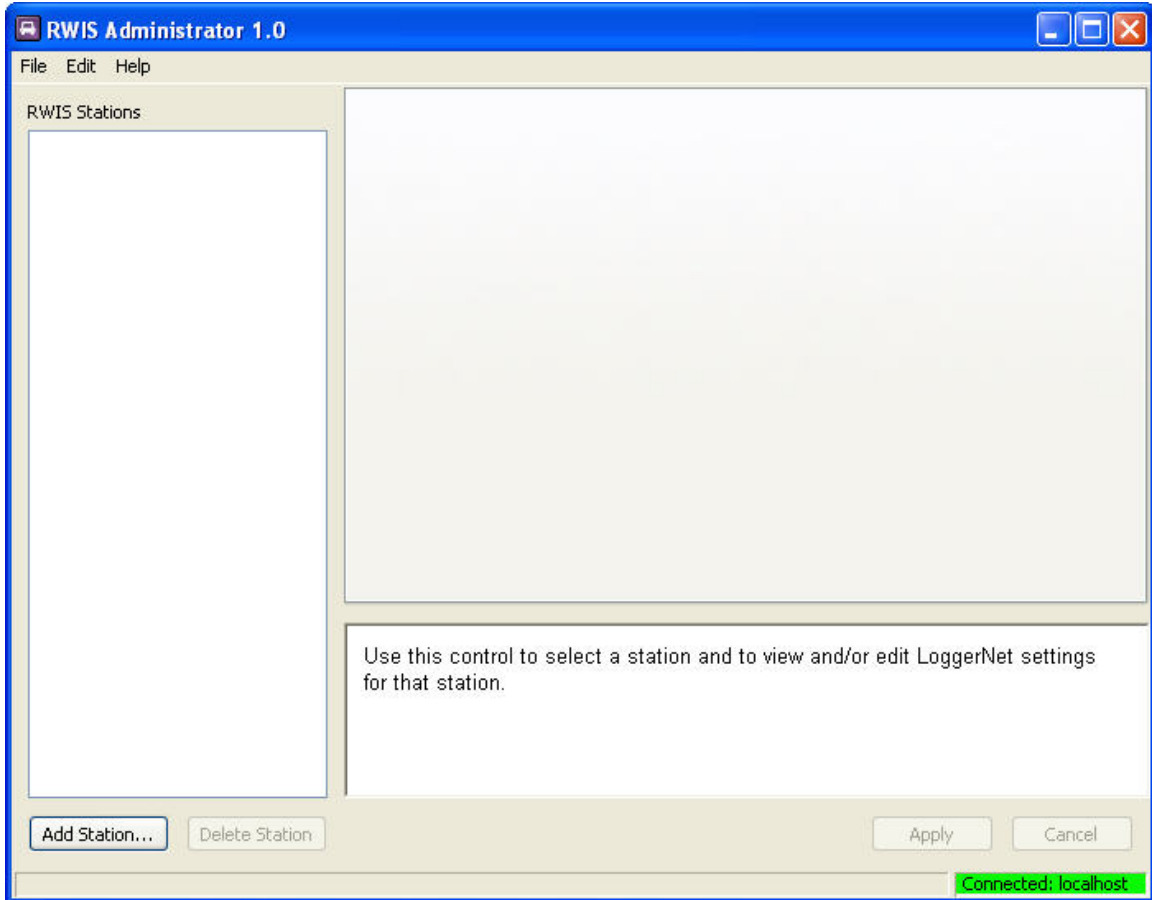 RWIS Administrator 1.0
File Edit Help
RWIS Stations
Use this control to select a station and to view and/or edit LoggerNet settings
for that station.
Add Station... Delete Station Apply Cancel
Connected: localhost